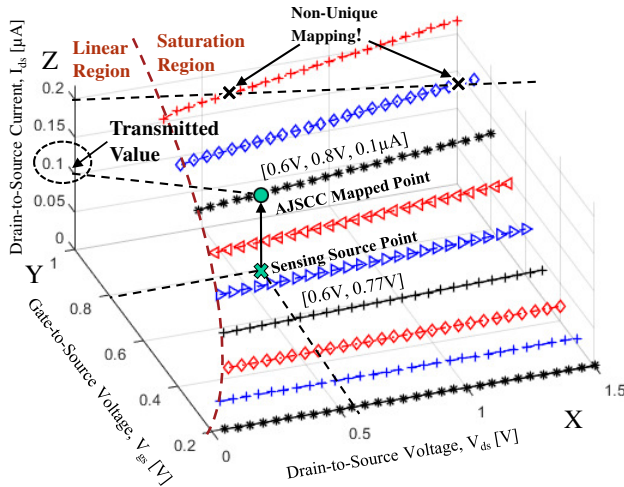 Non-Unique
Mapping!
Linear
Region
Saturation
Region
Z
Drain-to-Source Current, I_ds [μA]
0.2
0.15
0.1
0.05
0
Transmitted
Value
[0.6V, 0.8V, 0.1μA]
AJSCC Mapped Point
Sensing Source Point
[0.6V, 0.77V]
Y
1
0.8
0.6
0.4
0.2
Gate-to-Source Voltage, V_gs [V]
0
0.5
1
1.5
X
Drain-to-Source Voltage, V_ds [V]